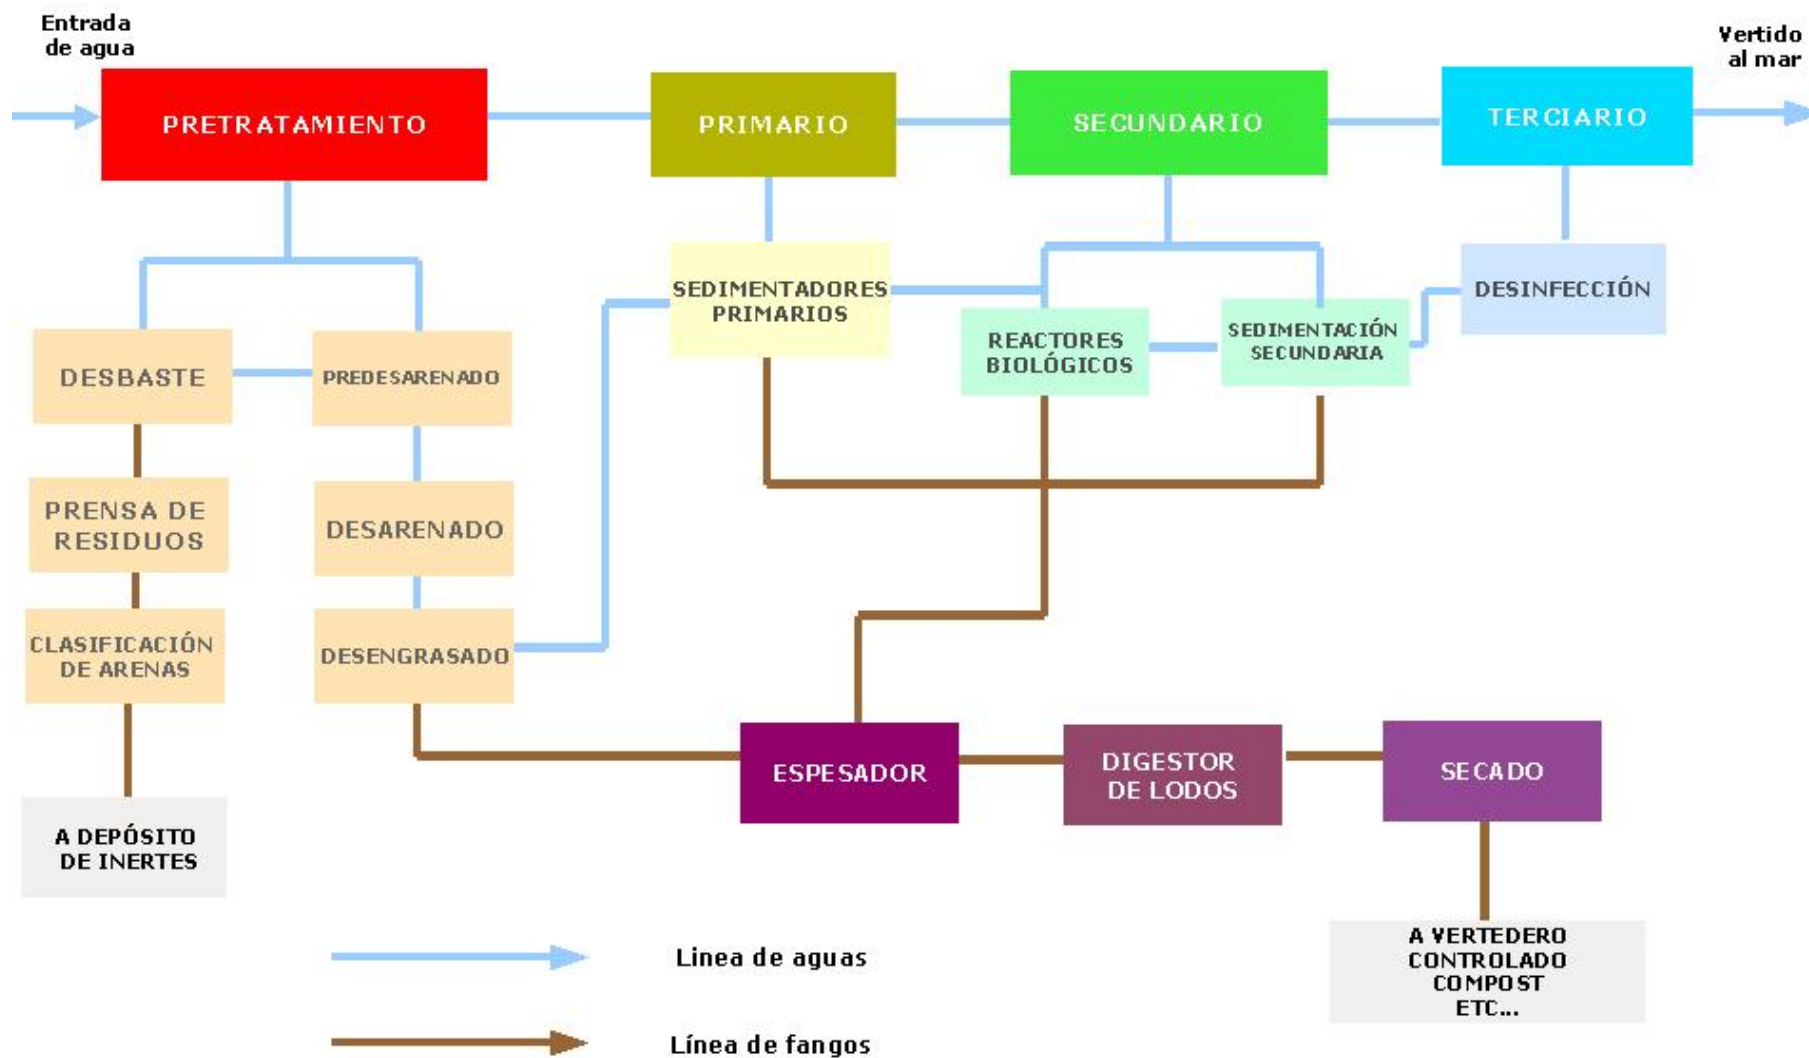 Entrada
de agua
Vertido
al mar
PRETRATAMIENTO
PRIMARIO
SECUNDARIO
TERCIARIO
SEDIMENTADORES
PRIMARIOS
DESINFECCIÓN
REACTORES
BIOLÓGICOS
SEDIMENTACIÓN
SECUNDARIA
DESBASTE
PREDESARENADO
PRENSA DE
RESIDUOS
DESARENADO
CLASIFICACIÓN
DE ARENAS
DESENGRASADO
ESPESADOR
DIGESTOR
DE LODOS
SECADO
A DEPÓSITO
DE INERTES
A VERTEDERO
CONTROLADO
COMPOST
ETC...
Linea de aguas
Línea de fangos